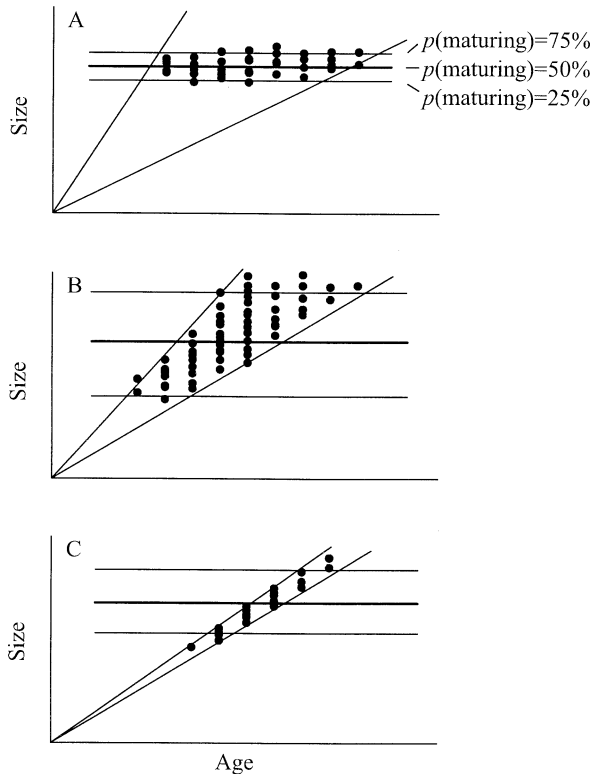 A
p(maturing)=75%
p(maturing)=50%
p(maturing)=25%
Size
B
Size
C
Size
Age